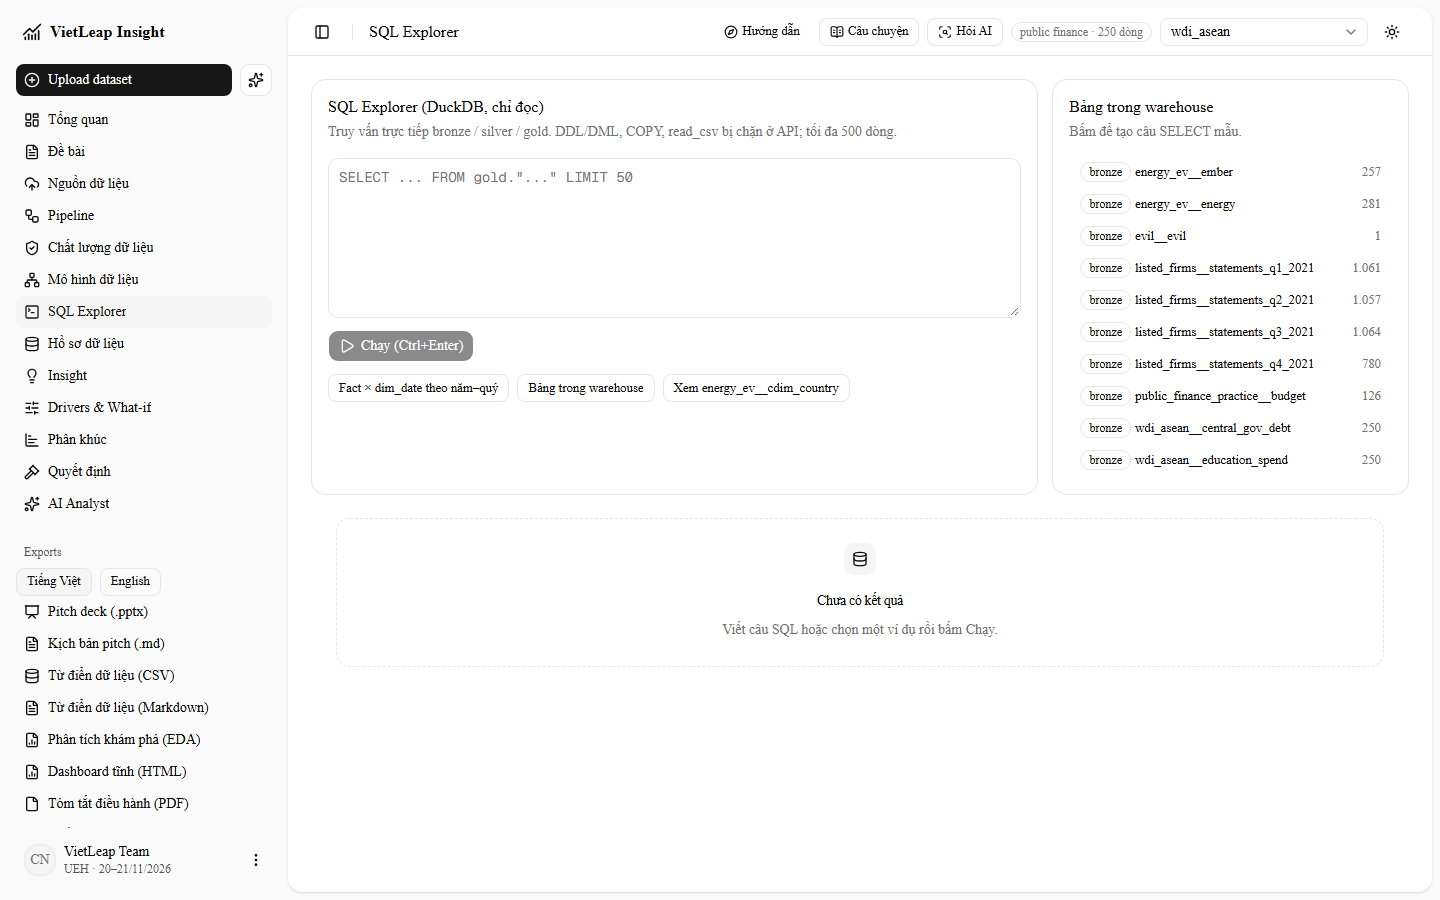 VietLeap Insight
SQL Explorer
Hướng dẫn
Câu chuyện
Hỏi AI
public finance · 250 dòng
wdi_asean
Upload dataset
Tổng quan
Đề bài
Nguồn dữ liệu
Pipeline
Chất lượng dữ liệu
Mô hình dữ liệu
SQL Explorer
Hồ sơ dữ liệu
Insight
Drivers & What-if
Phân khúc
Quyết định
AI Analyst
Exports
Tiếng Việt
English
Pitch deck (.pptx)
Kịch bản pitch (.md)
Từ điển dữ liệu (CSV)
Từ điển dữ liệu (Markdown)
Phân tích khám phá (EDA)
Dashboard tĩnh (HTML)
Tóm tắt điều hành (PDF)
CN
VietLeap Team
UEH · 20–21/11/2026
SQL Explorer (DuckDB, chỉ đọc)
Truy vấn trực tiếp bronze / silver / gold. DDL/DML, COPY, read_csv bị chặn ở API; tối đa 500 dòng.
SELECT ... FROM gold."..." LIMIT 50
Chạy (Ctrl+Enter)
Fact × dim_date theo năm–quý
Bảng trong warehouse
Xem energy_ev__cdim_country
Bảng trong warehouse
Bấm để tạo câu SELECT mẫu.
bronze energy_ev__ember 257
bronze energy_ev__energy 281
bronze evil__evil 1
bronze listed_firms__statements_q1_2021 1.061
bronze listed_firms__statements_q2_2021 1.057
bronze listed_firms__statements_q3_2021 1.064
bronze listed_firms__statements_q4_2021 780
bronze public_finance_practice__budget 126
bronze wdi_asean__central_gov_debt 250
bronze wdi_asean__education_spend 250
Chưa có kết quả
Viết câu SQL hoặc chọn một ví dụ rồi bấm Chạy.